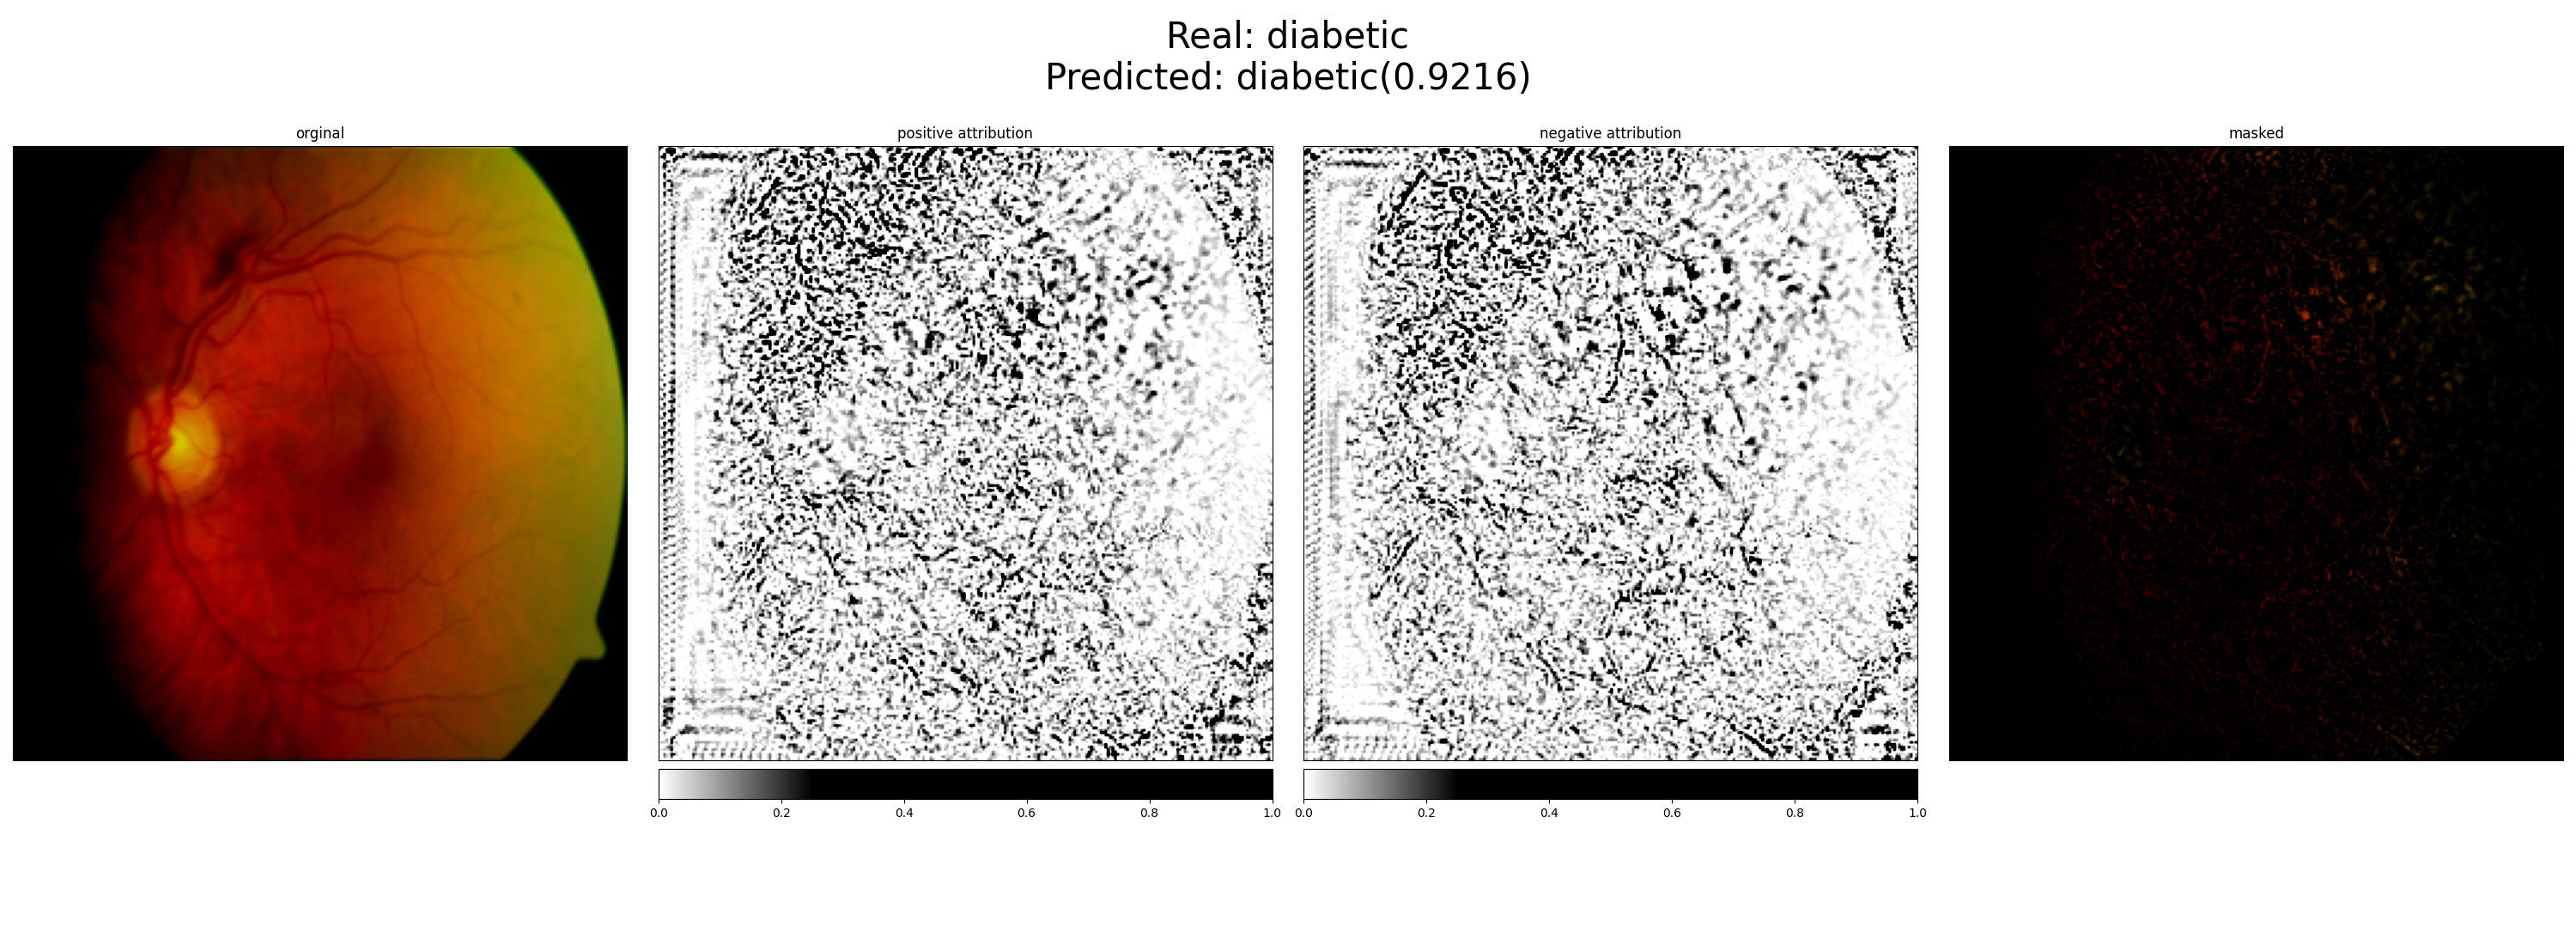 Real: diabetic
Predicted: diabetic(0.9216)
orginal
positive attribution
negative attribution
masked
0.0 0.2 0.4 0.6 0.8 1.0
0.0 0.2 0.4 0.6 0.8 1.0